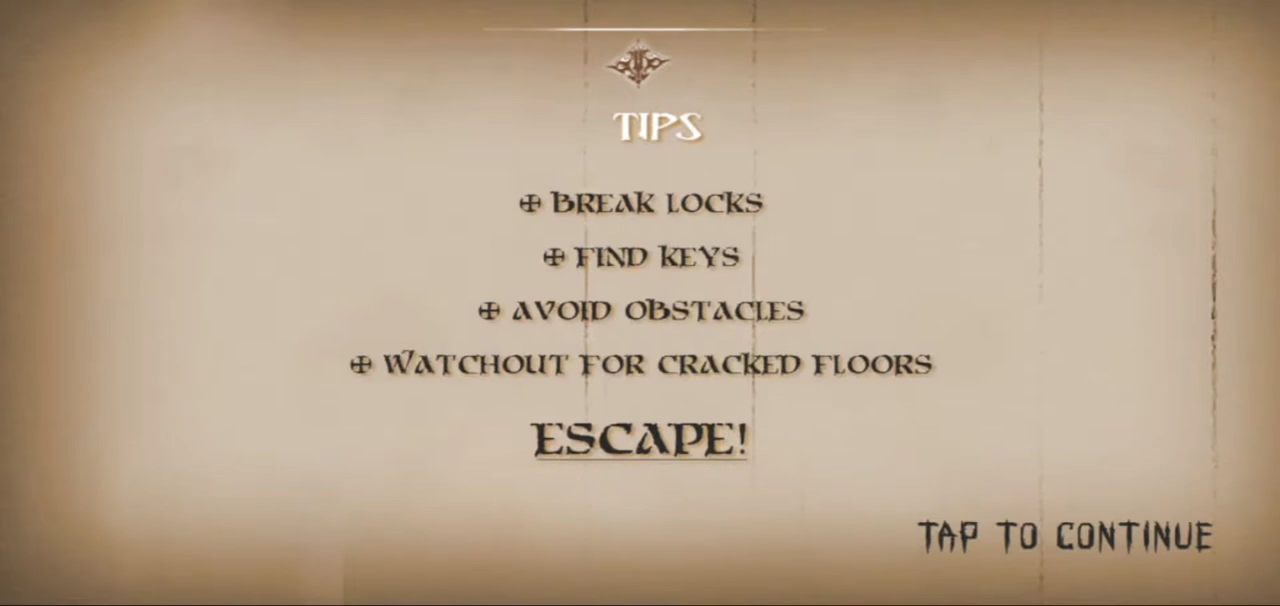 TIPS
✠ BREAK LOCKS
✠ FIND KEYS
✠ AVOID OBSTACLES
✠ WATCHOUT FOR CRACKED FLOORS
ESCAPE!
TAP TO CONTINUE